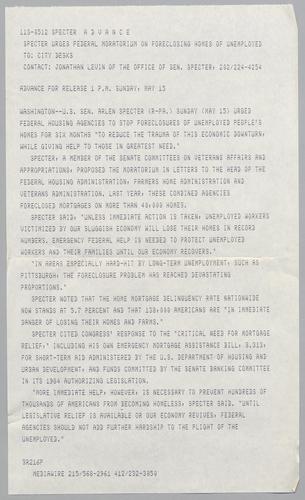 115-0512 SPECTER A D V A N C E
SPECTER URGES FEDERAL MORATORIUM ON FORECLOSING HOMES OF UNEMPLOYED
TO: CITY DESKS
CONTACT: JONATHAN LEVIN OF THE OFFICE OF SEN. SPECTER, 202/224-4254
ADVANCE FOR RELEASE 1 P.M. SUNDAY, MAY 15
WASHINGTON--U.S. SEN. ARLEN SPECTER (R-PA.) SUNDAY (MAY 15) URGED
FEDERAL HOUSING AGENCIES TO STOP FORECLOSURES OF UNEMPLOYED PEOPLE'S
HOMES FOR SIX MONTHS "TO REDUCE THE TRAUMA OF THIS ECONOMIC DOWNTURN,
WHILE GIVING HELP TO THOSE IN GREATEST NEED."
SPECTER, A MEMBER OF THE SENATE COMMITTEES ON VETERANS AFFAIRS AND
APPROPRIATIONS, PROPOSED THE MORATORIUM IN LETTERS TO THE HEAD OF THE
FEDERAL HOUSING ADMINISTRATION, FARMERS HOME ADMINISTRATION AND
VETERANS ADMINISTRATION. LAST YEAR, THESE COMBINED AGENCIES
FORECLOSED MORTGAGES ON MORE THAN 40,000 HOMES.
SPECTER SAID, "UNLESS IMMEDIATE ACTION IS TAKEN, UNEMPLOYED WORKERS
VICTIMIZED BY OUR SLUGGISH ECONOMY WILL LOSE THEIR HOMES IN RECORD
NUMBERS. EMERGENCY FEDERAL HELP IS NEEDED TO PROTECT UNEMPLOYED
WORKERS AND THEIR FAMILIES UNTIL OUR ECONOMY RECOVERS."
"IN AREAS ESPECIALLY HARD-HIT BY LONG-TERM UNEMPLOYMENT, SUCH AS
PITTSBURGH, THE FORECLOSURE PROBLEM HAS REACHED DEVASTATING
PROPORTIONS."
SPECTER NOTED THAT THE HOME MORTGAGE DELINQUENCY RATE NATIONWIDE
NOW STANDS AT 5.7 PERCENT AND THAT 138,000 AMERICANS ARE "IN IMMEDIATE
DANGER OF LOSING THEIR HOMES AND FARMS."
SPECTER CITED CONGRESS' RESPONSE TO THE "CRITICAL NEED FOR MORTGAGE
RELIEF," INCLUDING HIS OWN EMERGENCY MORTGAGE ASSISTANCE BILL, S.313,
FOR SHORT-TERM AID ADMINISTERED BY THE U.S. DEPARTMENT OF HOUSING AND
URBAN DEVELOPMENT, AND FUNDS COMMITTED BY THE SENATE BANKING COMMITTEE
IN ITS 1984 AUTHORIZING LEGISLATION.
"MORE IMMEDIATE HELP, HOWEVER, IS NECESSARY TO PREVENT HUNDREDS OF
THOUSANDS OF AMERICANS FROM BECOMING HOMELESS, SPECTER SAID. "UNTIL
LEGISLATIVE RELIEF IS AVAILABLE OR OUR ECONOMY REVIVES, FEDERAL
AGENCIES SHOULD NOT ADD FURTHER HARDSHIP TO THE PLIGHT OF THE
UNEMPLOYED."
SR216P
MEDIAWIRE 215/568-2961 412/232-3850